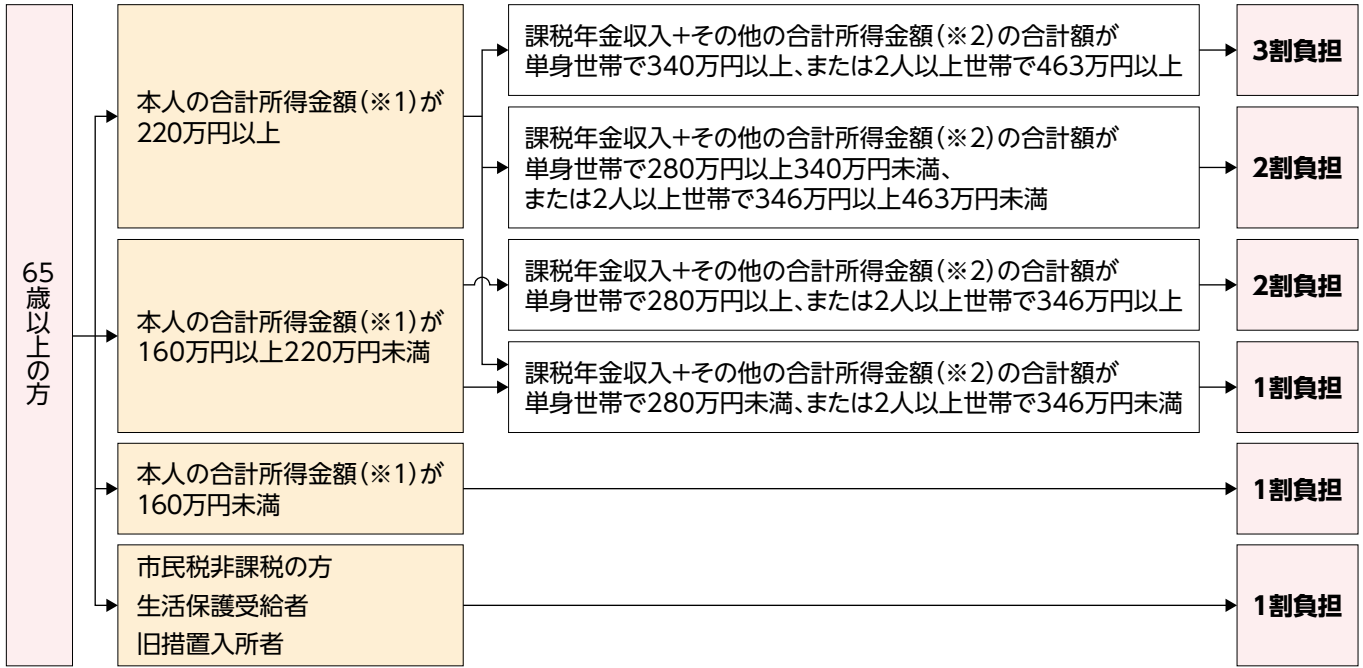 65歳以上の方
本人の合計所得金額（※1）が
220万円以上
課税年金収入＋その他の合計所得金額（※2）の合計額が
単身世帯で340万円以上、または2人以上世帯で463万円以上
3割負担
課税年金収入＋その他の合計所得金額（※2）の合計額が
単身世帯で280万円以上340万円未満、
または2人以上世帯で346万円以上463万円未満
2割負担
本人の合計所得金額（※1）が
160万円以上220万円未満
課税年金収入＋その他の合計所得金額（※2）の合計額が
単身世帯で280万円以上、または2人以上世帯で346万円以上
2割負担
課税年金収入＋その他の合計所得金額（※2）の合計額が
単身世帯で280万円未満、または2人以上世帯で346万円未満
1割負担
本人の合計所得金額（※1）が
160万円未満
1割負担
市民税非課税の方
生活保護受給者
旧措置入所者
1割負担